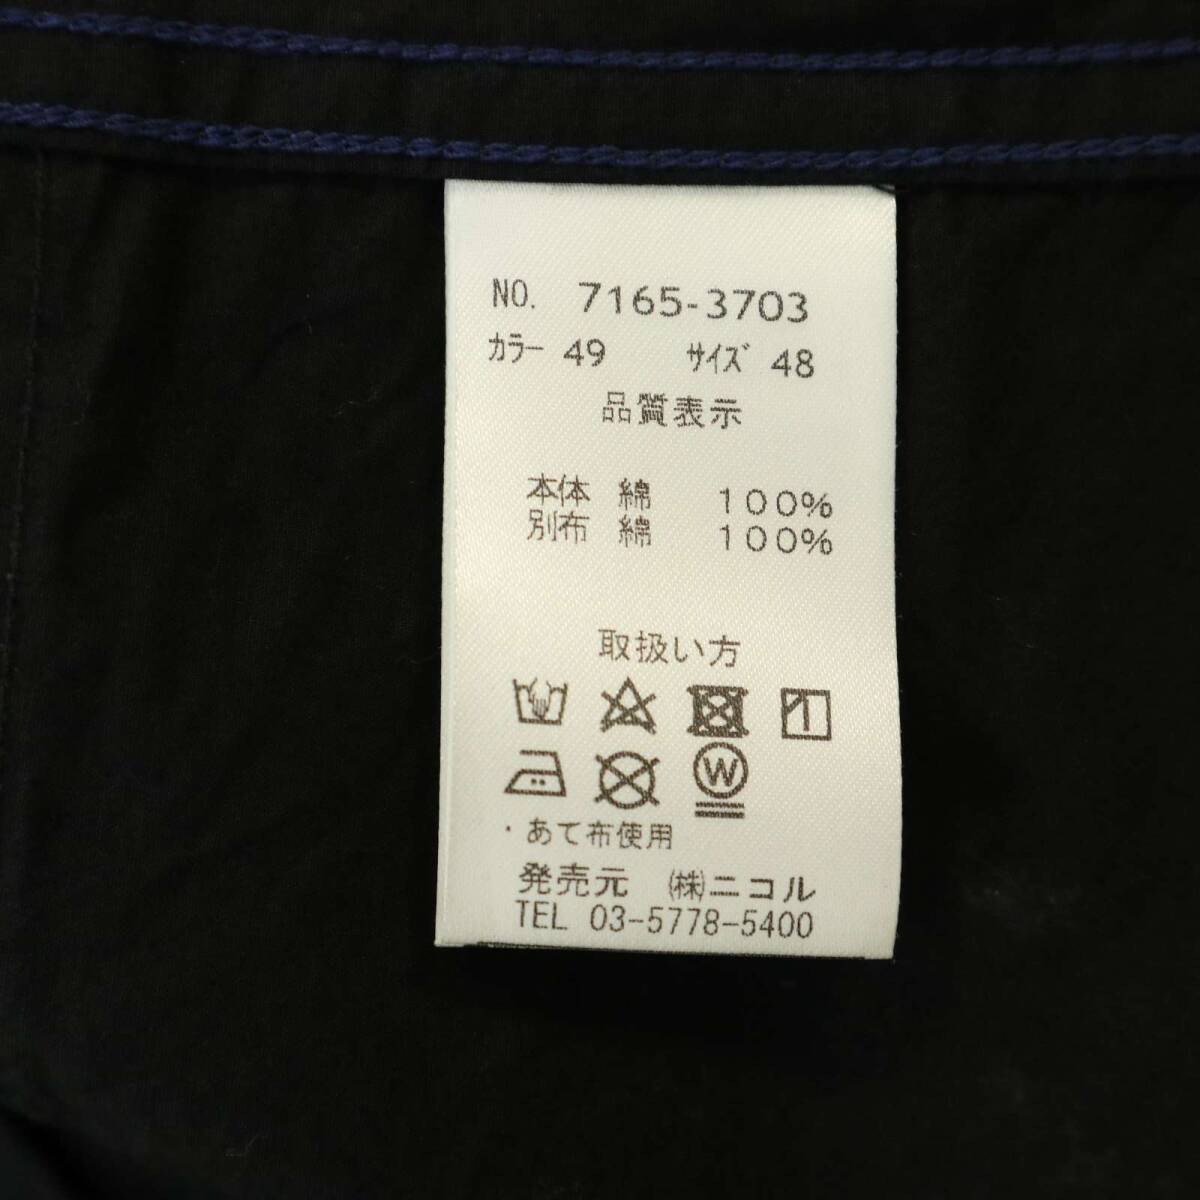 NO. 7165-3703
ｶﾗｰ 49 ｻｲｽﾞ 48
品質表示
本体 綿 100%
別布 綿 100%
取扱い方
W
・あて布使用
発売元 ㈱ニコル
TEL 03-5778-5400